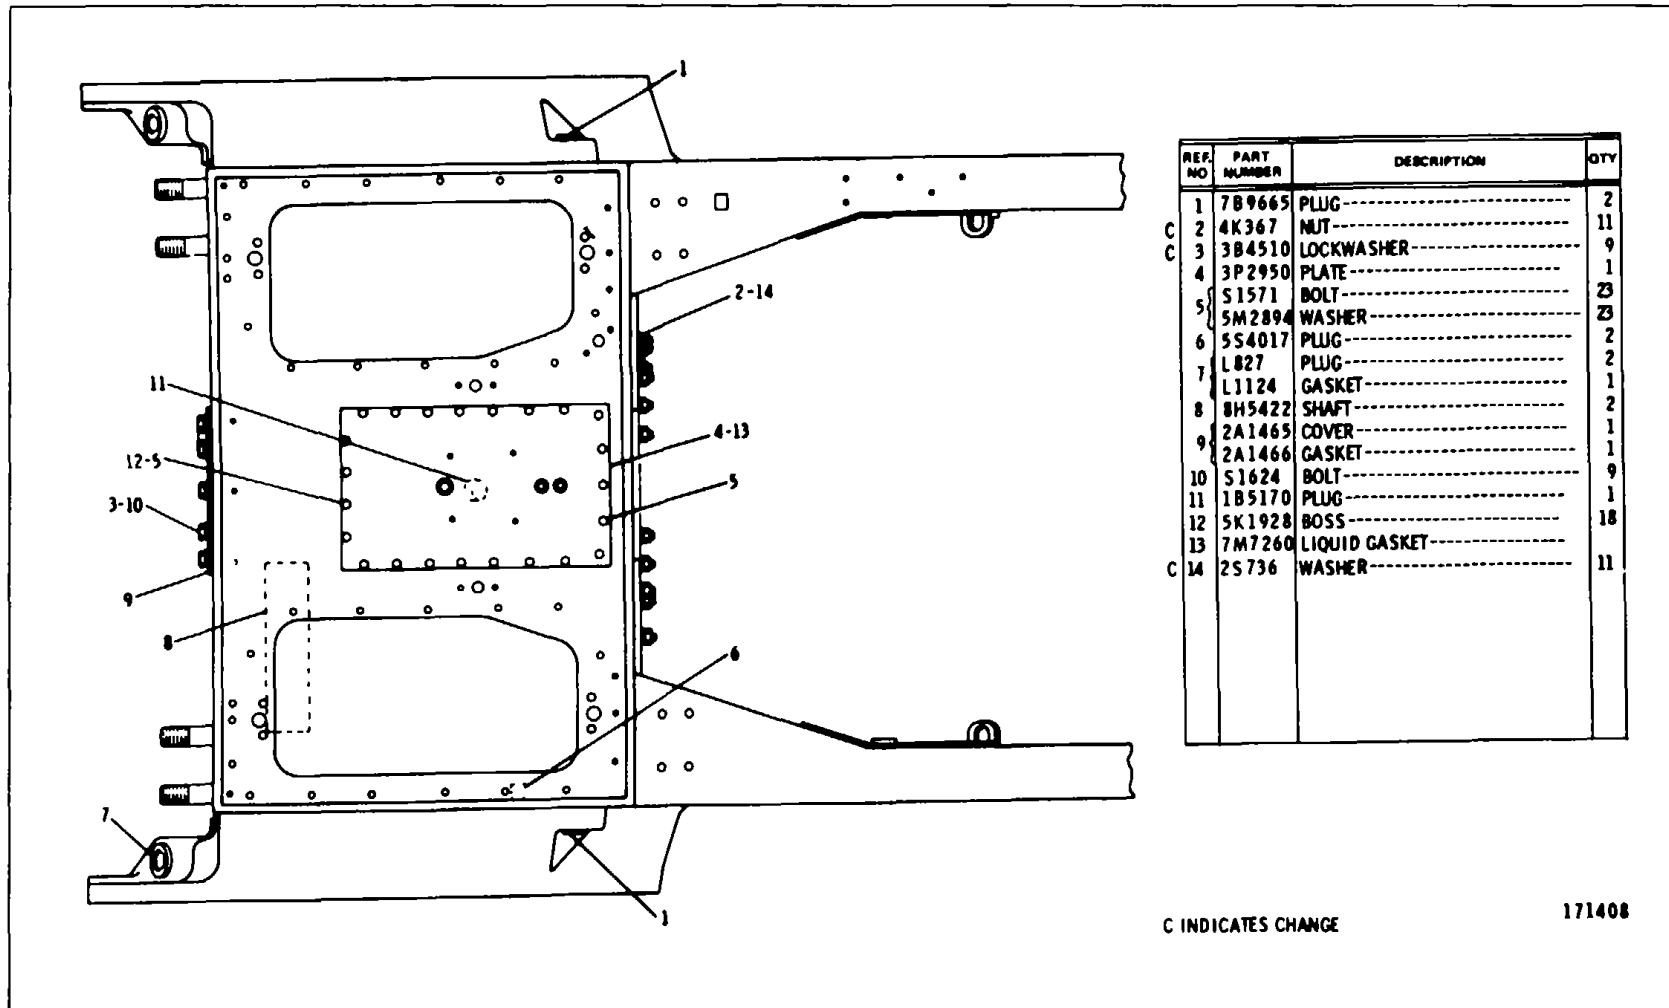 1
2-14
11
4-13
12-5
5
3-10
9
8
6
7
1
REF. NO PART NUMBER DESCRIPTION QTY
1 7B9665 PLUG 2
C 2 4K367 NUT 11
C 3 3B4510 LOCKWASHER 9
4 3P2950 PLATE 1
5 S1571 BOLT 23
5M2894 WASHER 23
6 5S4017 PLUG 2
7 L827 PLUG 2
L1124 GASKET 1
8 8H5422 SHAFT 2
9 2A1465 COVER 1
2A1466 GASKET 1
10 S1624 BOLT 9
11 1B5170 PLUG 1
12 5K1928 BOSS 18
13 7M7260 LIQUID GASKET
C 14 2S736 WASHER 11
C INDICATES CHANGE
171408